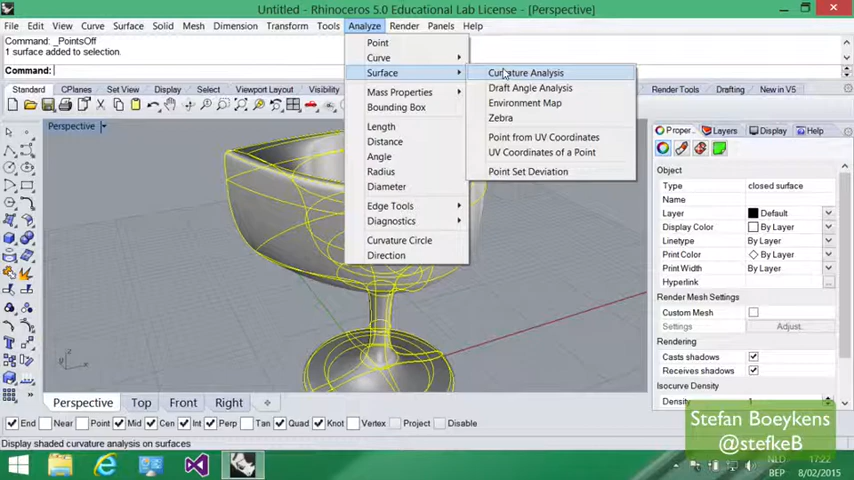 Untitled - Rhinoceros 5.0 Educational Lab License - [Perspective]
File Edit View Curve Surface Solid Mesh Dimension Transform Tools Analyze Render Panels Help
Command: _PointsOff
1 surface added to selection.
Command:
Standard CPlanes Set View Display Select Viewport Layout Visibility
Render Tools Drafting New in V5
Perspective
Point
Curve
Surface
Mass Properties
Bounding Box
Length
Distance
Angle
Radius
Diameter
Edge Tools
Diagnostics
Curvature Circle
Direction
Curvature Analysis
Draft Angle Analysis
Environment Map
Zebra
Point from UV Coordinates
UV Coordinates of a Point
Point Set Deviation
Proper... Layers Display Help
Object
Type closed surface
Name
Layer Default
Display Color By Layer
Linetype By Layer
Print Color By Layer
Print Width By Layer
Hyperlink ...
Render Mesh Settings
Custom Mesh
Settings Adjust
Rendering
Casts shadows
Receives shadows
Isocurve Density
Density 1
y x
Perspective Top Front Right
End Near Point Mid Cen Int Perp Tan Quad Knot Vertex Project Disable
Display shaded curvature analysis on surfaces
Stefan Boeykens
@stefkeB
NLD
BEP
17:22
8/02/2015